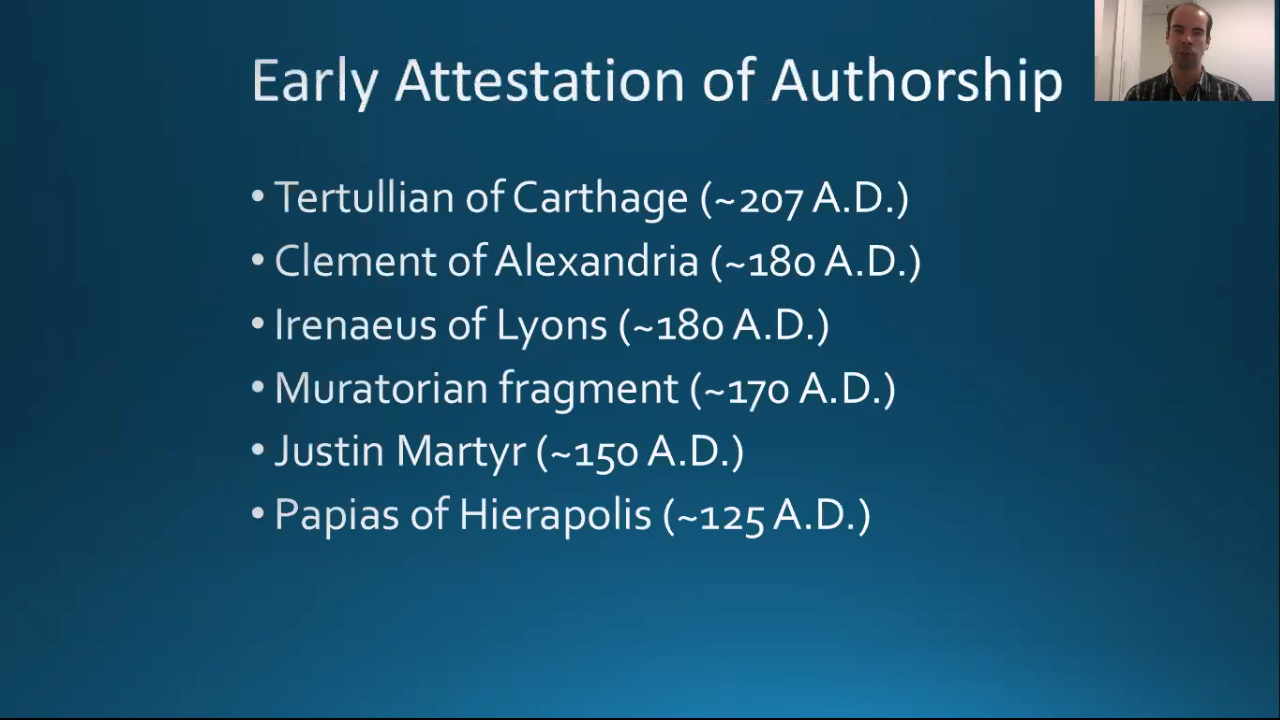 Early Attestation of Authorship
• Tertullian of Carthage (~207 A.D.)
• Clement of Alexandria (~180 A.D.)
• Irenaeus of Lyons (~180 A.D.)
• Muratorian fragment (~170 A.D.)
• Justin Martyr (~150 A.D.)
• Papias of Hierapolis (~125 A.D.)